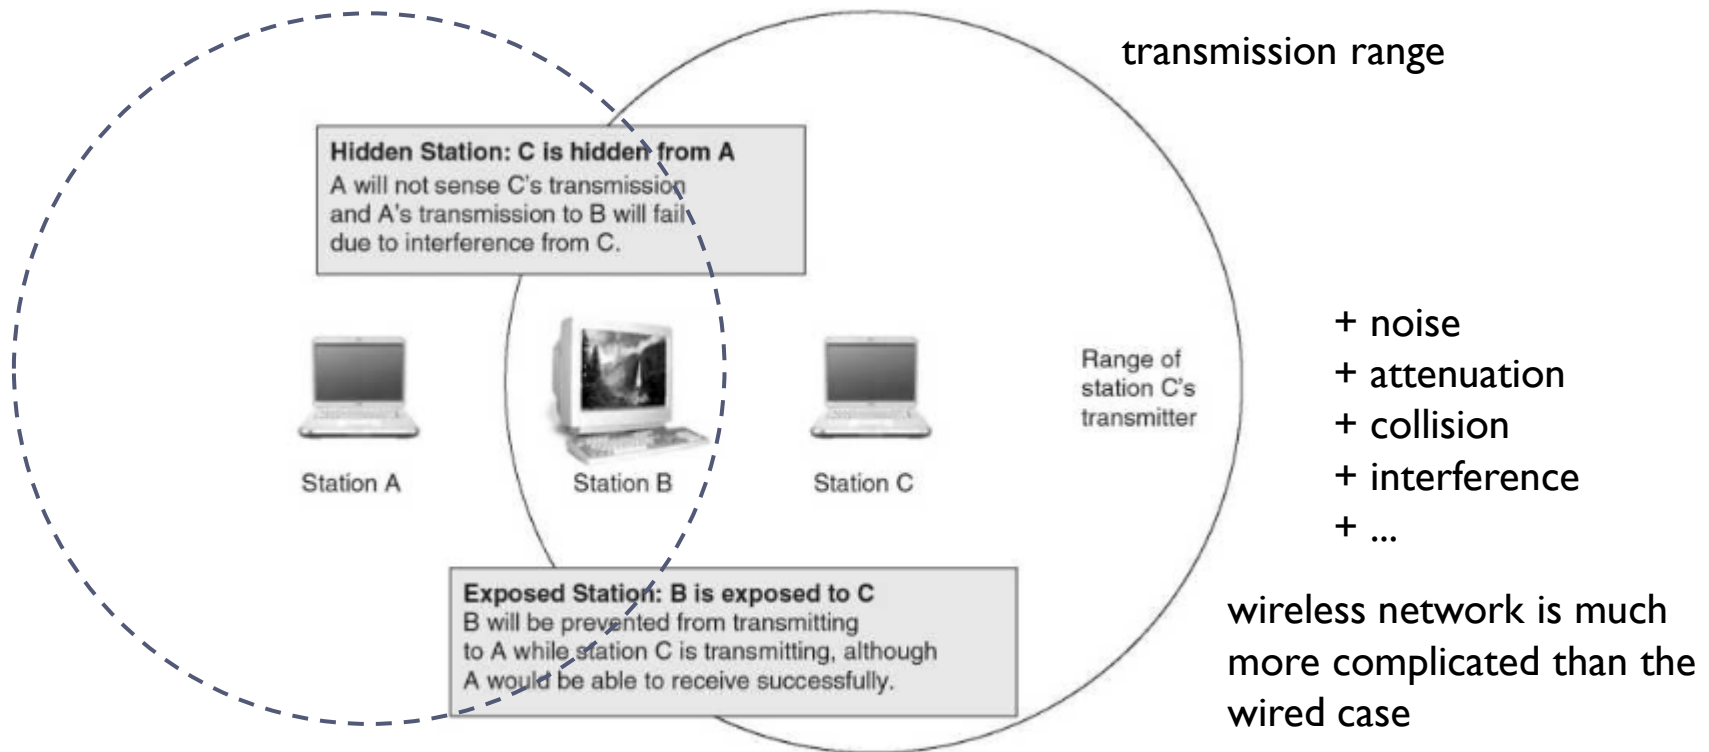 transmission range
Hidden Station: C is hidden from A
A will not sense C's transmission
and A's transmission to B will fail
due to interference from C.
Station A
Station B
Station C
Range of
station C's
transmitter
+ noise
+ attenuation
+ collision
+ interference
+ ...
Exposed Station: B is exposed to C
B will be prevented from transmitting
to A while station C is transmitting, although
A would be able to receive successfully.
wireless network is much
more complicated than the
wired case